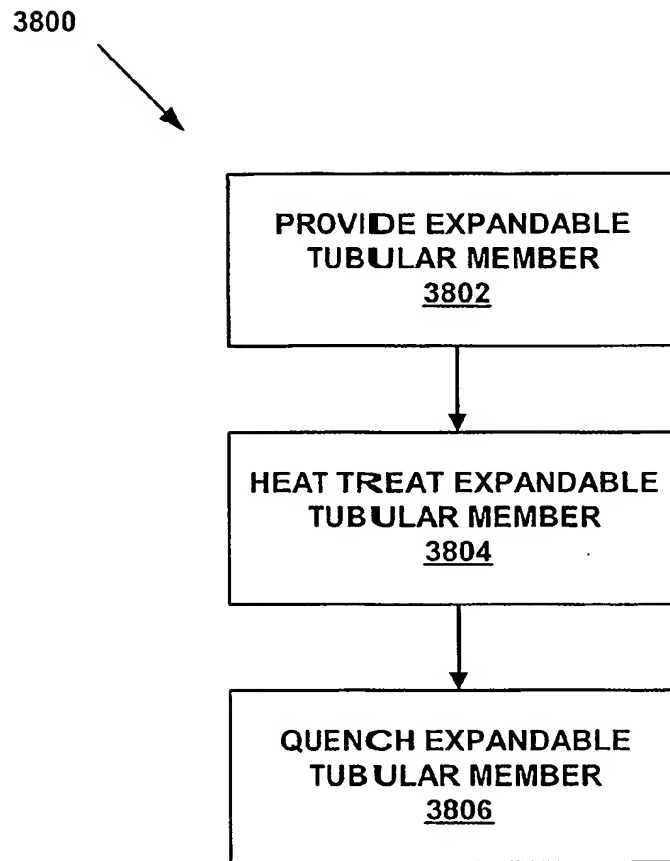 3800
PROVIDE EXPANDABLE
TUBULAR MEMBER
3802
HEAT TREAT EXPANDABLE
TUBULAR MEMBER
3804
QUENCH EXPANDABLE
TUBULAR MEMBER
3806